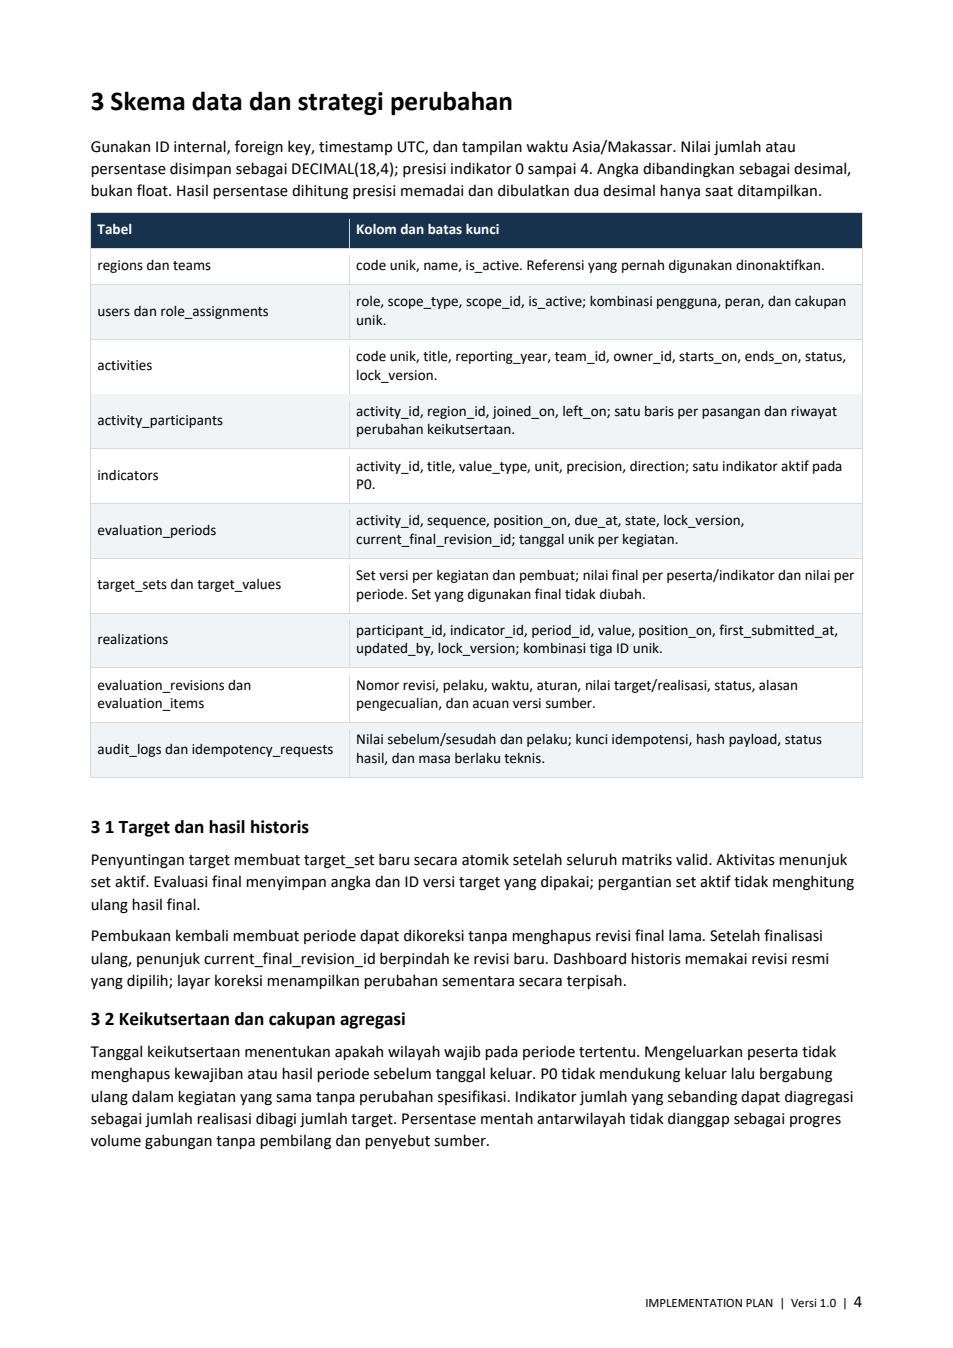 3 Skema data dan strategi perubahan
Gunakan ID internal, foreign key, timestamp UTC, dan tampilan waktu Asia/Makassar. Nilai jumlah atau
persentase disimpan sebagai DECIMAL(18,4); presisi indikator 0 sampai 4. Angka dibandingkan sebagai desimal,
bukan float. Hasil persentase dihitung presisi memadai dan dibulatkan dua desimal hanya saat ditampilkan.
Tabel
Kolom dan batas kunci
regions dan teams
code unik, name, is_active. Referensi yang pernah digunakan dinonaktifkan.
users dan role_assignments
role, scope_type, scope_id, is_active; kombinasi pengguna, peran, dan cakupan
unik.
activities
code unik, title, reporting_year, team_id, owner_id, starts_on, ends_on, status,
lock_version.
activity_participants
activity_id, region_id, joined_on, left_on; satu baris per pasangan dan riwayat
perubahan keikutsertaan.
indicators
activity_id, title, value_type, unit, precision, direction; satu indikator aktif pada
P0.
evaluation_periods
activity_id, sequence, position_on, due_at, state, lock_version,
current_final_revision_id; tanggal unik per kegiatan.
target_sets dan target_values
Set versi per kegiatan dan pembuat; nilai final per peserta/indikator dan nilai per
periode. Set yang digunakan final tidak diubah.
realizations
participant_id, indicator_id, period_id, value, position_on, first_submitted_at,
updated_by, lock_version; kombinasi tiga ID unik.
evaluation_revisions dan
evaluation_items
Nomor revisi, pelaku, waktu, aturan, nilai target/realisasi, status, alasan
pengecualian, dan acuan versi sumber.
audit_logs dan idempotency_requests
Nilai sebelum/sesudah dan pelaku; kunci idempotensi, hash payload, status
hasil, dan masa berlaku teknis.
3 1 Target dan hasil historis
Penyuntingan target membuat target_set baru secara atomik setelah seluruh matriks valid. Aktivitas menunjuk
set aktif. Evaluasi final menyimpan angka dan ID versi target yang dipakai; pergantian set aktif tidak menghitung
ulang hasil final.
Pembukaan kembali membuat periode dapat dikoreksi tanpa menghapus revisi final lama. Setelah finalisasi
ulang, penunjuk current_final_revision_id berpindah ke revisi baru. Dashboard historis memakai revisi resmi
yang dipilih; layar koreksi menampilkan perubahan sementara secara terpisah.
3 2 Keikutsertaan dan cakupan agregasi
Tanggal keikutsertaan menentukan apakah wilayah wajib pada periode tertentu. Mengeluarkan peserta tidak
menghapus kewajiban atau hasil periode sebelum tanggal keluar. P0 tidak mendukung keluar lalu bergabung
ulang dalam kegiatan yang sama tanpa perubahan spesifikasi. Indikator jumlah yang sebanding dapat diagregasi
sebagai jumlah realisasi dibagi jumlah target. Persentase mentah antarwilayah tidak dianggap sebagai progres
volume gabungan tanpa pembilang dan penyebut sumber.
IMPLEMENTATION PLAN | Versi 1.0 | 4